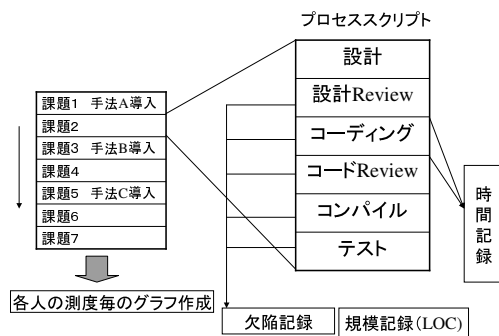 プロセススクリプト
設計
設計Review
コーディング
コードReview
コンパイル
テスト
課題1 手法A導入
課題2
課題3 手法B導入
課題4
課題5 手法C導入
課題6
課題7
各人の測度毎のグラフ作成
時間記録
欠陥記録
規模記録(LOC)